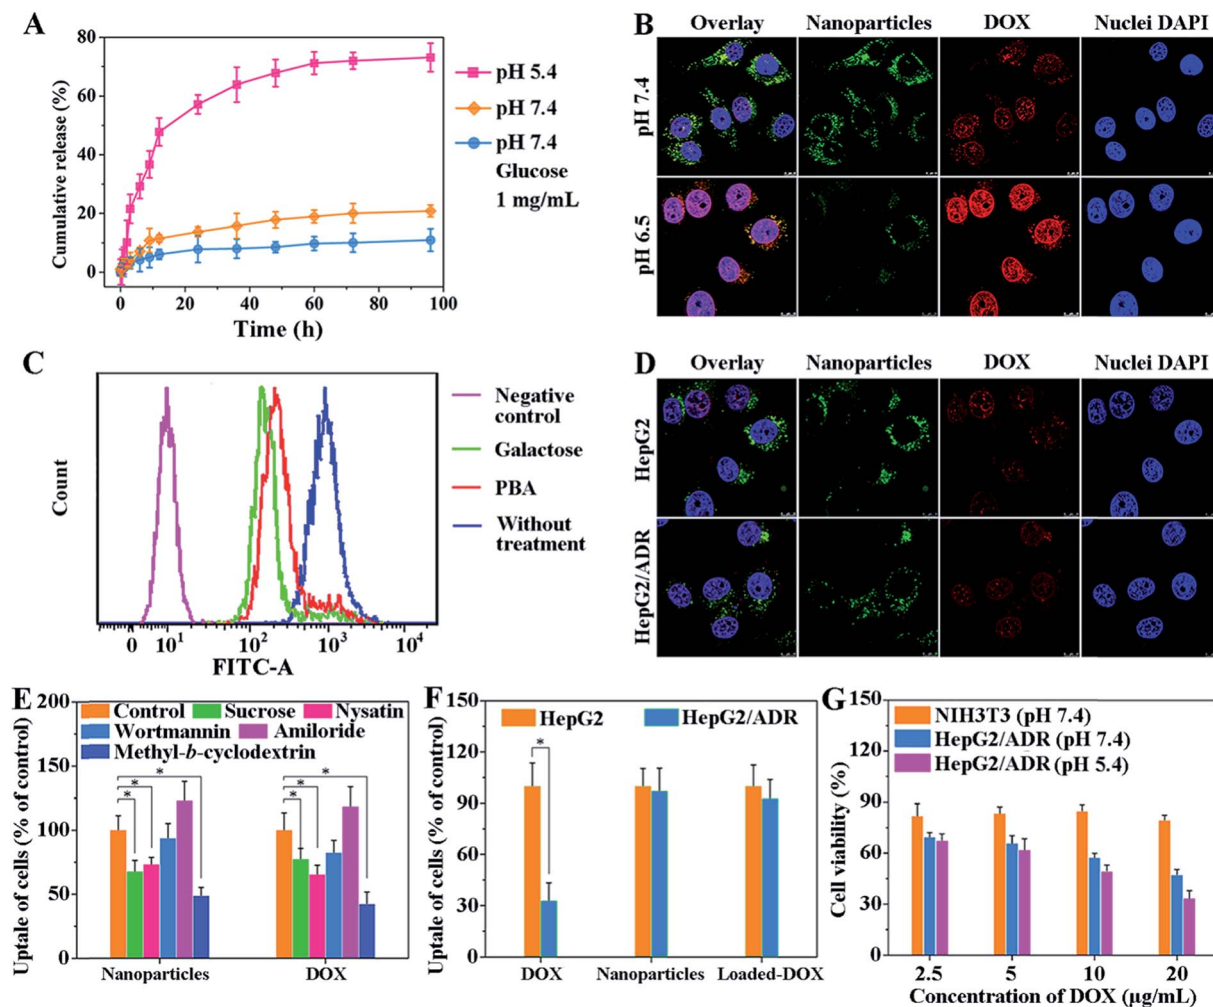 A
Cumulative release (%)
80
60
40
20
0
0 20 40 60 80 100
Time (h)
pH 5.4
pH 7.4
pH 7.4
Glucose
1 mg/mL
B
Overlay Nanoparticles DOX Nuclei DAPI
pH 7.4
pH 6.5
C
Count
0 10¹ 10² 10³ 10⁴
FITC-A
Negative
control
Galactose
PBA
Without
treatment
D
Overlay Nanoparticles DOX Nuclei DAPI
HepG2
HepG2/ADR
E
Uptale of cells (% of control)
200
150
100
50
0
Control Sucrose Nysatin
Wortmannin Amiloride
Methyl-b-cyclodextrin
* * *
* * *
Nanoparticles DOX
F
Uptale of cells (% of control)
150
120
90
60
30
0
HepG2 HepG2/ADR
*
DOX Nanoparticles Loaded-DOX
G
Cell viability (%)
150
120
90
60
30
0
NIH3T3 (pH 7.4)
HepG2/ADR (pH 7.4)
HepG2/ADR (pH 5.4)
2.5 5 10 20
Concentration of DOX (μg/mL)